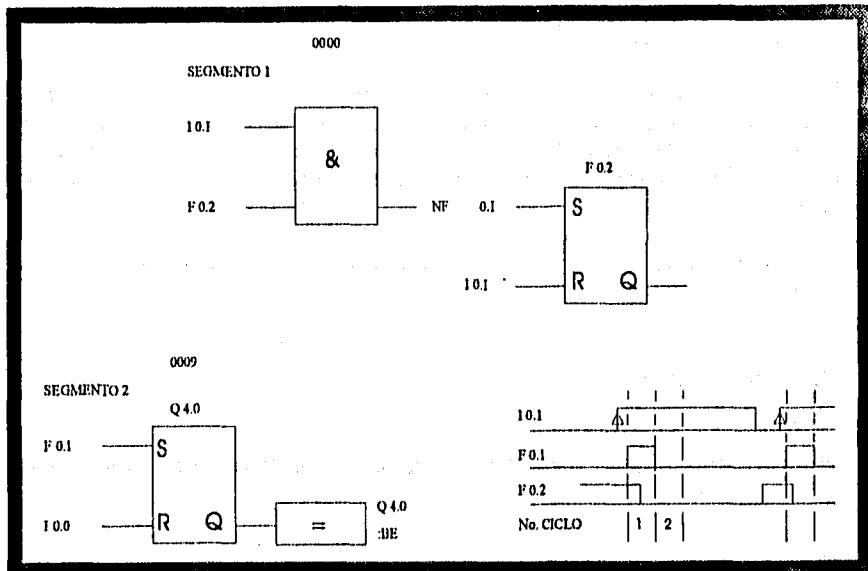 0000
SEGMENTO 1
I 0.1
&
F 0.2
NF 0.1
F 0.2
S
I 0.1
R Q
0009
SEGMENTO 2
Q 4.0
F 0.1
S
I 0.0
R Q
=
Q 4.0
:BE
I 0.1
F 0.1
F 0.2
No. CICLO 1 2